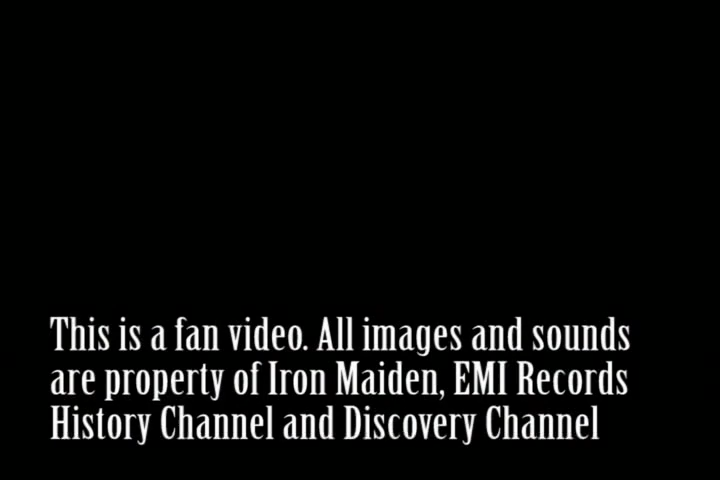 This is a fan video. All images and sounds
are property of Iron Maiden, EMI Records
History Channel and Discovery Channel